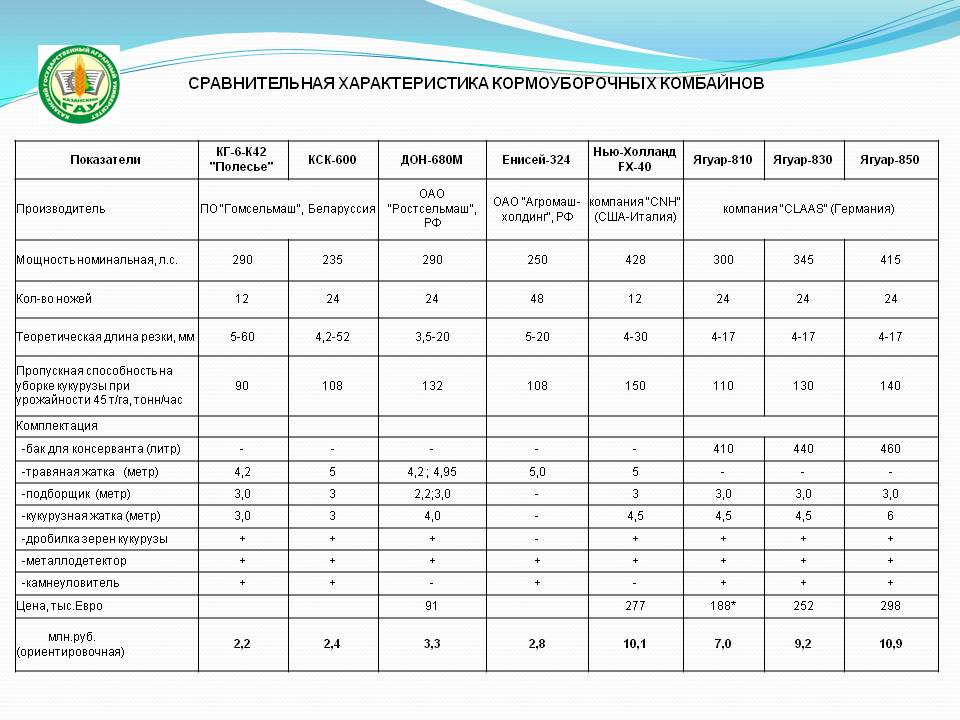 КАЗАНСКИЙ ГОСУДАРСТВЕННЫЙ АГРАРНЫЙ УНИВЕРСИТЕТ
КАЗАНСКИЙ
ГАУ
СРАВНИТЕЛЬНАЯ ХАРАКТЕРИСТИКА КОРМОУБОРОЧНЫХ КОМБАЙНОВ
Показатели КГ-6-К42 "Полесье" КСК-600 ДОН-680М Енисей-324 Нью-Холланд FX-40 Ягуар-810 Ягуар-830 Ягуар-850
Производитель ПО "Гомсельмаш", Беларуссия ОАО "Ростсельмаш", РФ ОАО "Агромаш-холдинг", РФ компания "CNH" (США-Италия) компания "CLAAS" (Германия)
Мощность номинальная, л.с. 290 235 290 250 428 300 345 415
Кол-во ножей 12 24 24 48 12 24 24 24
Теоретическая длина резки, мм 5-60 4,2-52 3,5-20 5-20 4-30 4-17 4-17 4-17
Пропускная способность на уборке кукурузы при урожайности 45 т/га, тонн/час 90 108 132 108 150 110 130 140
Комплектация
-бак для консерванта (литр) - - - - - 410 440 460
-травяная жатка (метр) 4,2 5 4,2 ; 4,95 5,0 5 - - -
-подборщик (метр) 3,0 3 2,2;3,0 - 3 3,0 3,0 3,0
-кукурузная жатка (метр) 3,0 3 4,0 - 4,5 4,5 4,5 6
-дробилка зерен кукурузы + + + - + + + +
-металлодетектор + + + + + + + +
-камнеуловитель + + - + - + + +
Цена, тыс.Евро 91 277 188* 252 298
млн.руб. (ориентировочная) 2,2 2,4 3,3 2,8 10,1 7,0 9,2 10,9